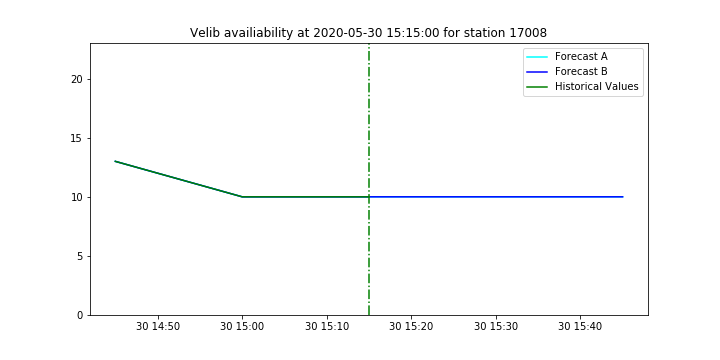 Velib availiability at 2020-05-30 15:15:00 for station 17008
Forecast A
Forecast B
Historical Values
20
15
10
5
0
30 14:50
30 15:00
30 15:10
30 15:20
30 15:30
30 15:40